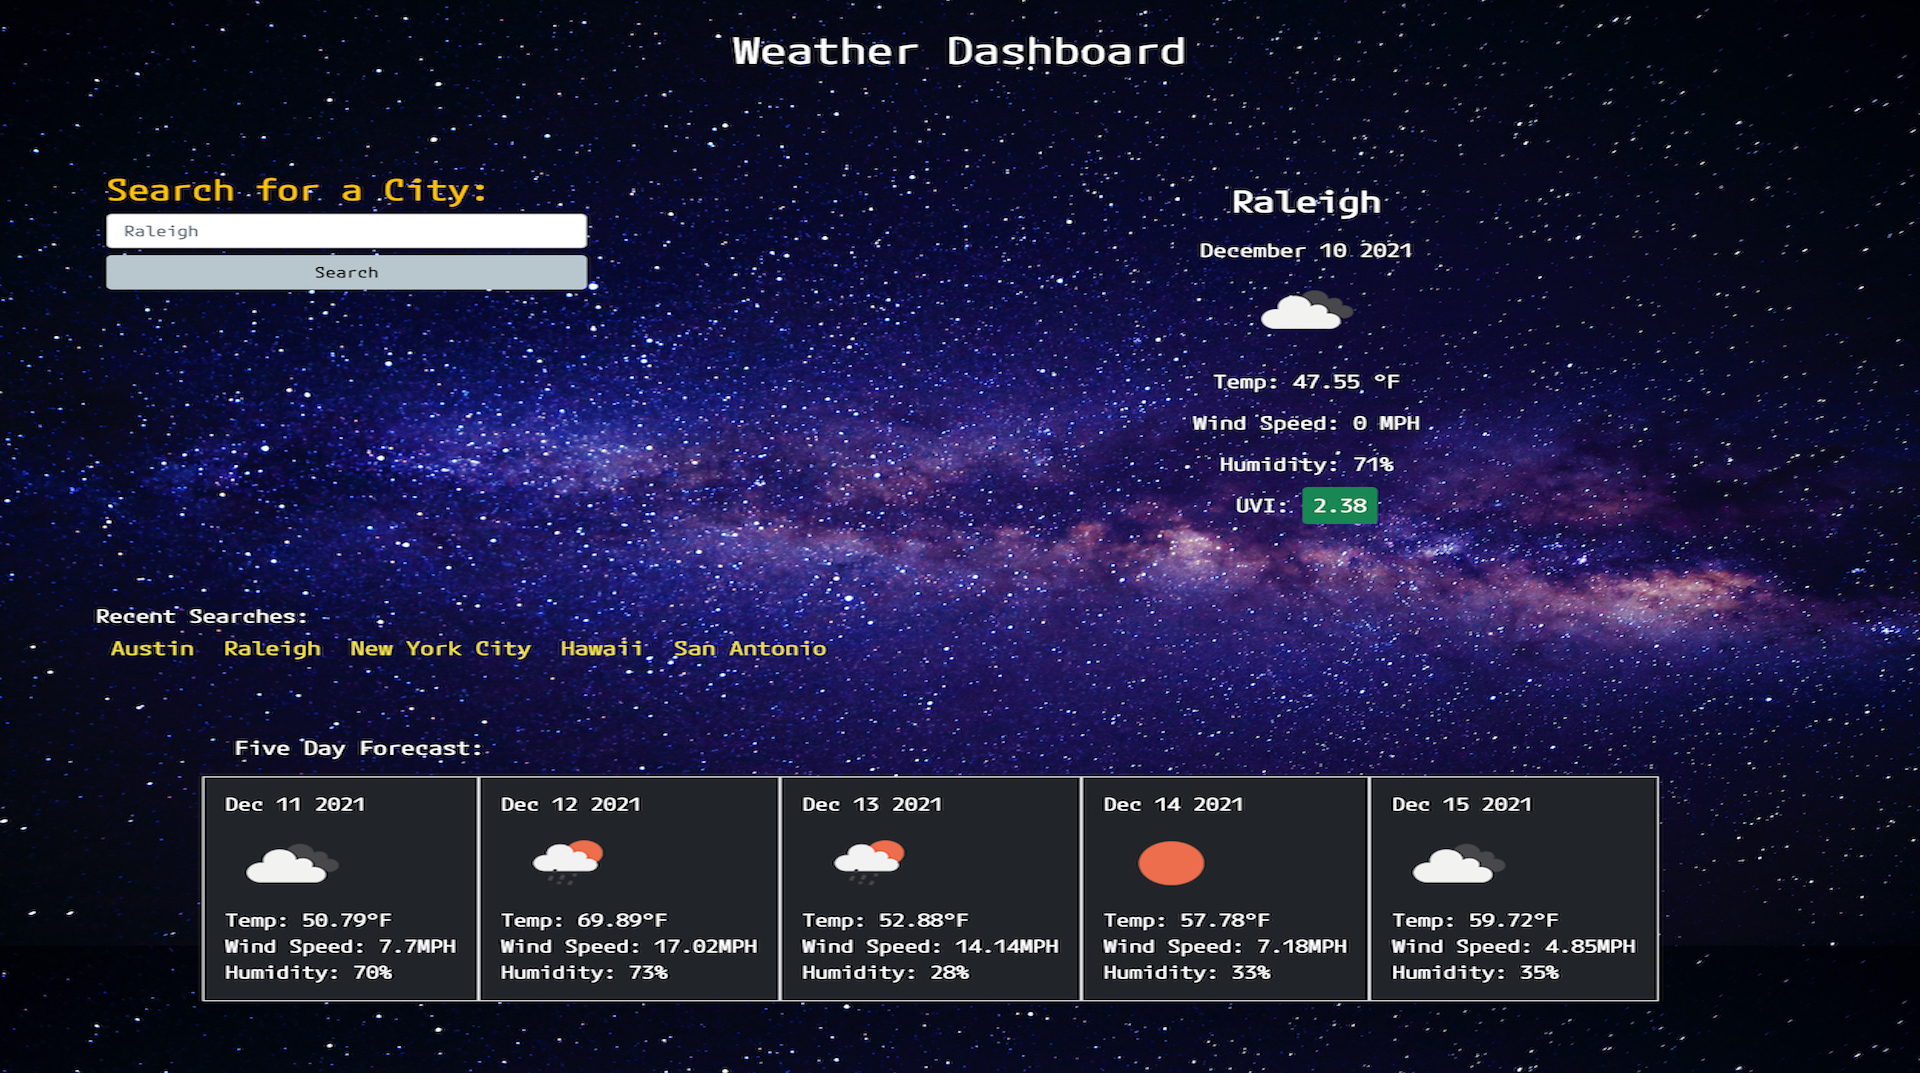 Weather Dashboard
Search for a City:
Raleigh
Search
Raleigh
December 10 2021
Temp: 47.55 °F
Wind Speed: 0 MPH
Humidity: 71%
UVI: 2.38
Recent Searches:
Austin Raleigh New York City Hawaii San Antonio
Five Day Forecast:
Dec 11 2021
Temp: 50.79°F
Wind Speed: 7.7MPH
Humidity: 70%
Dec 12 2021
Temp: 69.89°F
Wind Speed: 17.02MPH
Humidity: 73%
Dec 13 2021
Temp: 52.88°F
Wind Speed: 14.14MPH
Humidity: 28%
Dec 14 2021
Temp: 57.78°F
Wind Speed: 7.18MPH
Humidity: 33%
Dec 15 2021
Temp: 59.72°F
Wind Speed: 4.85MPH
Humidity: 35%